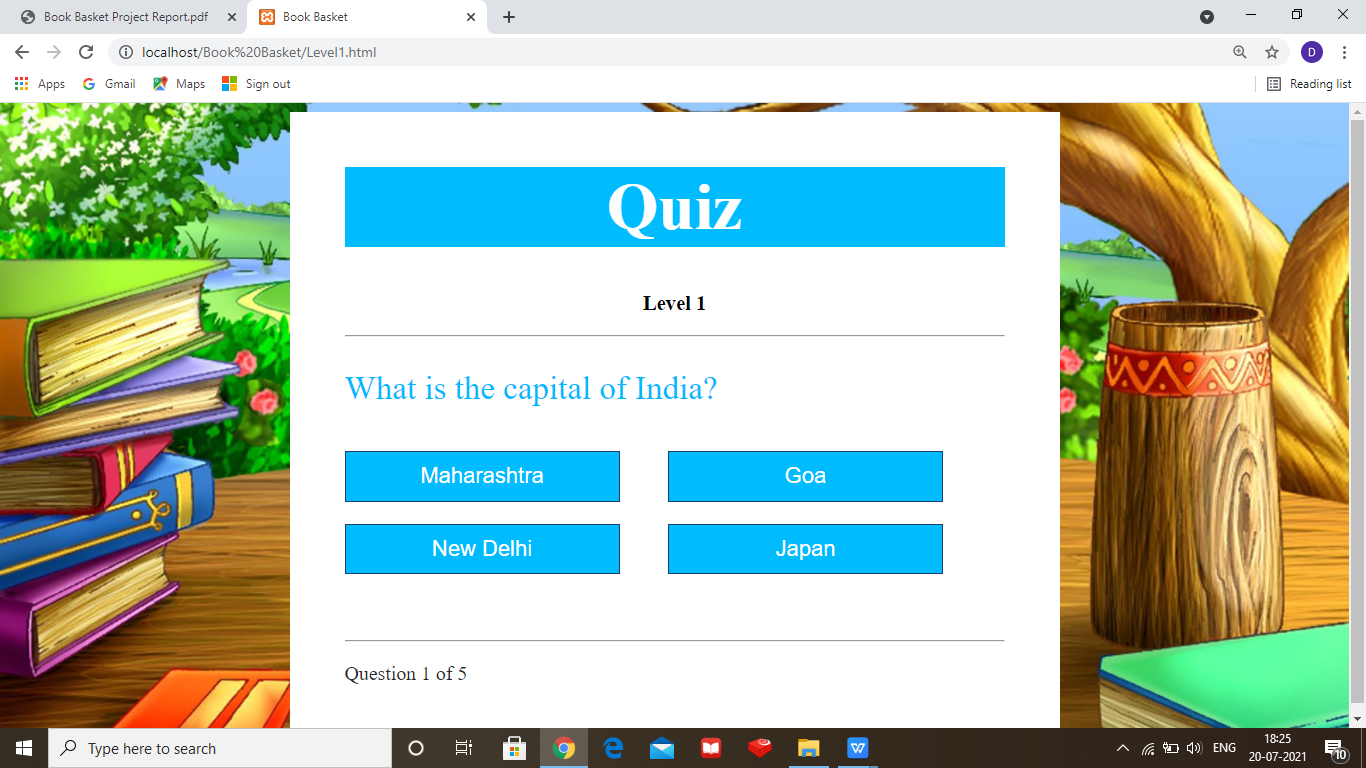 Book Basket Project Report.pdf
Book Basket
localhost/Book%20Basket/Level1.html
D
Apps
Gmail
Maps
Sign out
Reading list
Quiz
Level 1
What is the capital of India?
Maharashtra
Goa
New Delhi
Japan
Question 1 of 5
Type here to search
ENG
18:25
20-07-2021
10